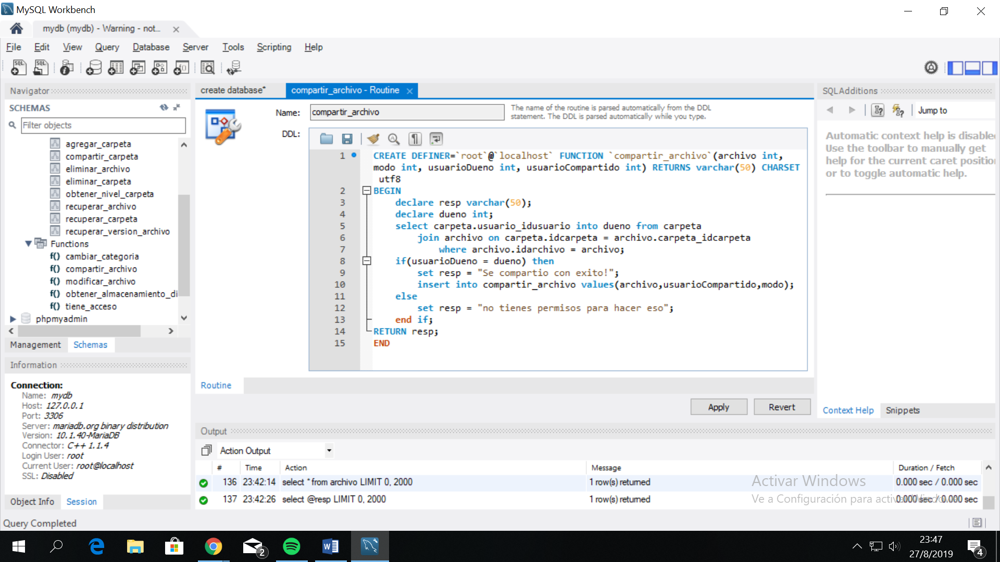 MySQL Workbench
mydb (mydb) - Warning - not...
File Edit View Query Database Server Tools Scripting Help
Navigator
SCHEMAS
Filter objects
agregar_carpeta
compartir_carpeta
eliminar_archivo
eliminar_carpeta
obtener_nivel_carpeta
recuperar_archivo
recuperar_carpeta
recuperar_version_archivo
Functions
f() cambiar_categoria
f() compartir_archivo
f() modificar_archivo
f() obtener_almacenamiento_di
f() tiene_acceso
phpmyadmin
Management Schemas
Information
Connection:
Name: mydb
Host: 127.0.0.1
Port: 3306
Server: mariadb.org binary distribution
Version: 10.1.40-MariaDB
Connector: C++ 1.1.4
Login User: root
Current User: root@localhost
SSL: Disabled
Object Info Session
create database* compartir_archivo - Routine
Name: compartir_archivo
The name of the routine is parsed automatically from the DDL
statement. The DDL is parsed automatically while you type.
DDL:
1 CREATE DEFINER=`root`@`localhost` FUNCTION `compartir_archivo`(archivo int,
modo int, usuarioDueno int, usuarioCompartido int) RETURNS varchar(50) CHARSET
utf8
2 BEGIN
3 declare resp varchar(50);
4 declare dueno int;
5 select carpeta.usuario_idusuario into dueno from carpeta
6 join archivo on carpeta.idcarpeta = archivo.carpeta_idcarpeta
7 where archivo.idarchivo = archivo;
8 if(usuarioDueno = dueno) then
9 set resp = "Se compartio con exito!";
10 insert into compartir_archivo values(archivo,usuarioCompartido,modo);
11 else
12 set resp = "no tienes permisos para hacer eso";
13 end if;
14 RETURN resp;
15 END
Routine
Apply Revert
SQLAdditions
Jump to
Automatic context help is disable
Use the toolbar to manually get
help for the current caret positio
or to toggle automatic help.
Context Help Snippets
Output
Action Output
# Time Action Message Duration / Fetch
136 23:42:14 select * from archivo LIMIT 0, 2000 1 row(s) returned 0.000 sec / 0.000 sec
137 23:42:26 select @resp LIMIT 0, 2000 1 row(s) returned 0.000 sec / 0.000 sec
Activar Windows
Ve a Configuración para activar Windows.
Query Completed
2
23:47
27/8/2019
4